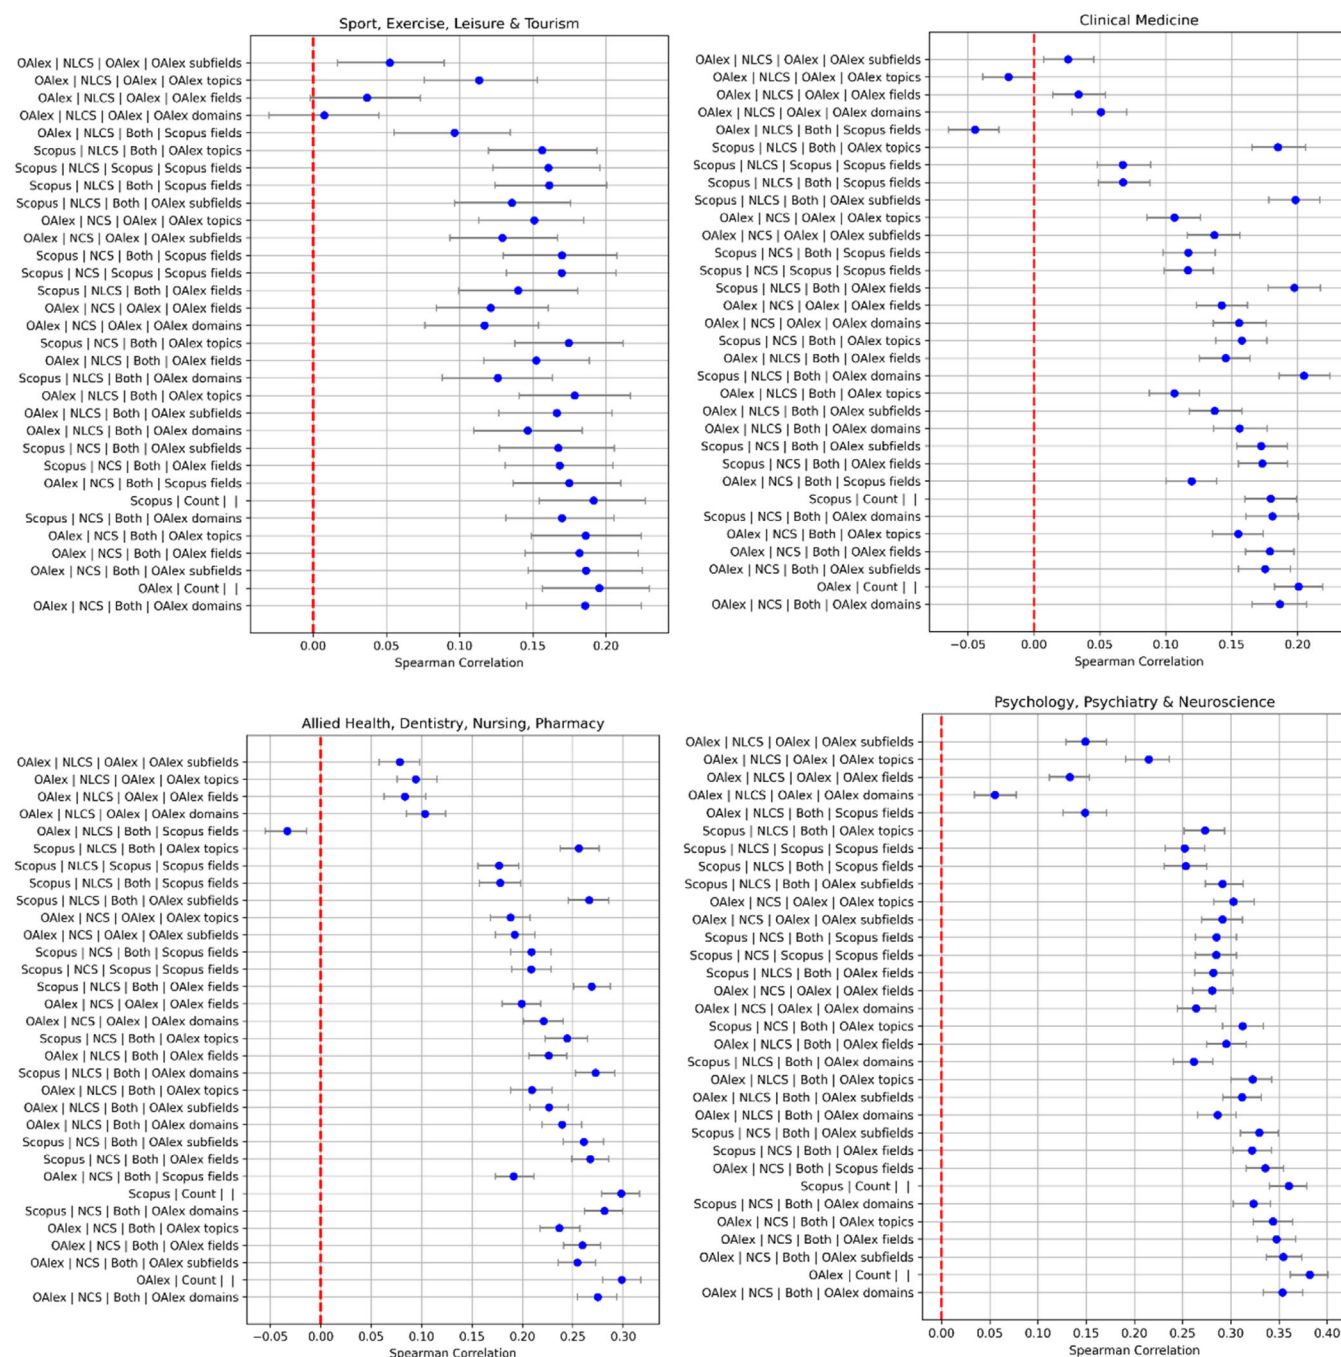 Sport, Exercise, Leisure & Tourism
OAlex | NLCS | OAlex | OAlex subfields
OAlex | NLCS | OAlex | OAlex topics
OAlex | NLCS | OAlex | OAlex fields
OAlex | NLCS | OAlex | OAlex domains
OAlex | NLCS | Both | Scopus fields
Scopus | NLCS | Both | OAlex topics
Scopus | NLCS | Scopus | Scopus fields
Scopus | NLCS | Both | Scopus fields
Scopus | NLCS | Both | OAlex subfields
OAlex | NCS | OAlex | OAlex topics
OAlex | NCS | OAlex | OAlex subfields
Scopus | NCS | Both | Scopus fields
Scopus | NCS | Scopus | Scopus fields
Scopus | NLCS | Both | OAlex fields
OAlex | NCS | OAlex | OAlex fields
OAlex | NCS | OAlex | OAlex domains
Scopus | NCS | Both | OAlex topics
OAlex | NLCS | Both | OAlex fields
Scopus | NLCS | Both | OAlex domains
OAlex | NLCS | Both | OAlex topics
OAlex | NLCS | Both | OAlex subfields
OAlex | NLCS | Both | OAlex domains
Scopus | NCS | Both | OAlex subfields
Scopus | NCS | Both | OAlex fields
OAlex | NCS | Both | Scopus fields
Scopus | Count | |
Scopus | NCS | Both | OAlex domains
OAlex | NCS | Both | OAlex topics
OAlex | NCS | Both | OAlex fields
OAlex | NCS | Both | OAlex subfields
OAlex | Count | |
OAlex | NCS | Both | OAlex domains
0.00 0.05 0.10 0.15 0.20
Spearman Correlation
Clinical Medicine
OAlex | NLCS | OAlex | OAlex subfields
OAlex | NLCS | OAlex | OAlex topics
OAlex | NLCS | OAlex | OAlex fields
OAlex | NLCS | OAlex | OAlex domains
OAlex | NLCS | Both | Scopus fields
Scopus | NLCS | Both | OAlex topics
Scopus | NLCS | Scopus | Scopus fields
Scopus | NLCS | Both | Scopus fields
Scopus | NLCS | Both | OAlex subfields
OAlex | NCS | OAlex | OAlex topics
OAlex | NCS | OAlex | OAlex subfields
Scopus | NCS | Both | Scopus fields
Scopus | NCS | Scopus | Scopus fields
Scopus | NLCS | Both | OAlex fields
OAlex | NCS | OAlex | OAlex fields
OAlex | NCS | OAlex | OAlex domains
Scopus | NCS | Both | OAlex topics
OAlex | NLCS | Both | OAlex fields
Scopus | NLCS | Both | OAlex domains
OAlex | NLCS | Both | OAlex topics
OAlex | NLCS | Both | OAlex subfields
OAlex | NLCS | Both | OAlex domains
Scopus | NCS | Both | OAlex subfields
Scopus | NCS | Both | OAlex fields
OAlex | NCS | Both | Scopus fields
Scopus | Count | |
Scopus | NCS | Both | OAlex domains
OAlex | NCS | Both | OAlex topics
OAlex | NCS | Both | OAlex fields
OAlex | NCS | Both | OAlex subfields
OAlex | Count | |
OAlex | NCS | Both | OAlex domains
−0.05 0.00 0.05 0.10 0.15 0.20
Spearman Correlation
Allied Health, Dentistry, Nursing, Pharmacy
OAlex | NLCS | OAlex | OAlex subfields
OAlex | NLCS | OAlex | OAlex topics
OAlex | NLCS | OAlex | OAlex fields
OAlex | NLCS | OAlex | OAlex domains
OAlex | NLCS | Both | Scopus fields
Scopus | NLCS | Both | OAlex topics
Scopus | NLCS | Scopus | Scopus fields
Scopus | NLCS | Both | Scopus fields
Scopus | NLCS | Both | OAlex subfields
OAlex | NCS | OAlex | OAlex topics
OAlex | NCS | OAlex | OAlex subfields
Scopus | NCS | Both | Scopus fields
Scopus | NCS | Scopus | Scopus fields
Scopus | NLCS | Both | OAlex fields
OAlex | NCS | OAlex | OAlex fields
OAlex | NCS | OAlex | OAlex domains
Scopus | NCS | Both | OAlex topics
OAlex | NLCS | Both | OAlex fields
Scopus | NLCS | Both | OAlex domains
OAlex | NLCS | Both | OAlex topics
OAlex | NLCS | Both | OAlex subfields
OAlex | NLCS | Both | OAlex domains
Scopus | NCS | Both | OAlex subfields
Scopus | NCS | Both | OAlex fields
OAlex | NCS | Both | Scopus fields
Scopus | Count | |
Scopus | NCS | Both | OAlex domains
OAlex | NCS | Both | OAlex topics
OAlex | NCS | Both | OAlex fields
OAlex | NCS | Both | OAlex subfields
OAlex | Count | |
OAlex | NCS | Both | OAlex domains
−0.05 0.00 0.05 0.10 0.15 0.20 0.25 0.30
Spearman Correlation
Psychology, Psychiatry & Neuroscience
OAlex | NLCS | OAlex | OAlex subfields
OAlex | NLCS | OAlex | OAlex topics
OAlex | NLCS | OAlex | OAlex fields
OAlex | NLCS | OAlex | OAlex domains
OAlex | NLCS | Both | Scopus fields
Scopus | NLCS | Both | OAlex topics
Scopus | NLCS | Scopus | Scopus fields
Scopus | NLCS | Both | Scopus fields
Scopus | NLCS | Both | OAlex subfields
OAlex | NCS | OAlex | OAlex topics
OAlex | NCS | OAlex | OAlex subfields
Scopus | NCS | Both | Scopus fields
Scopus | NCS | Scopus | Scopus fields
Scopus | NLCS | Both | OAlex fields
OAlex | NCS | OAlex | OAlex fields
OAlex | NCS | OAlex | OAlex domains
Scopus | NCS | Both | OAlex topics
OAlex | NLCS | Both | OAlex fields
Scopus | NLCS | Both | OAlex domains
OAlex | NLCS | Both | OAlex topics
OAlex | NLCS | Both | OAlex subfields
OAlex | NLCS | Both | OAlex domains
Scopus | NCS | Both | OAlex subfields
Scopus | NCS | Both | OAlex fields
OAlex | NCS | Both | Scopus fields
Scopus | Count | |
Scopus | NCS | Both | OAlex domains
OAlex | NCS | Both | OAlex topics
OAlex | NCS | Both | OAlex fields
OAlex | NCS | Both | OAlex subfields
OAlex | Count | |
OAlex | NCS | Both | OAlex domains
0.00 0.05 0.10 0.15 0.20 0.25 0.30 0.35 0.40
Spearman Correlation